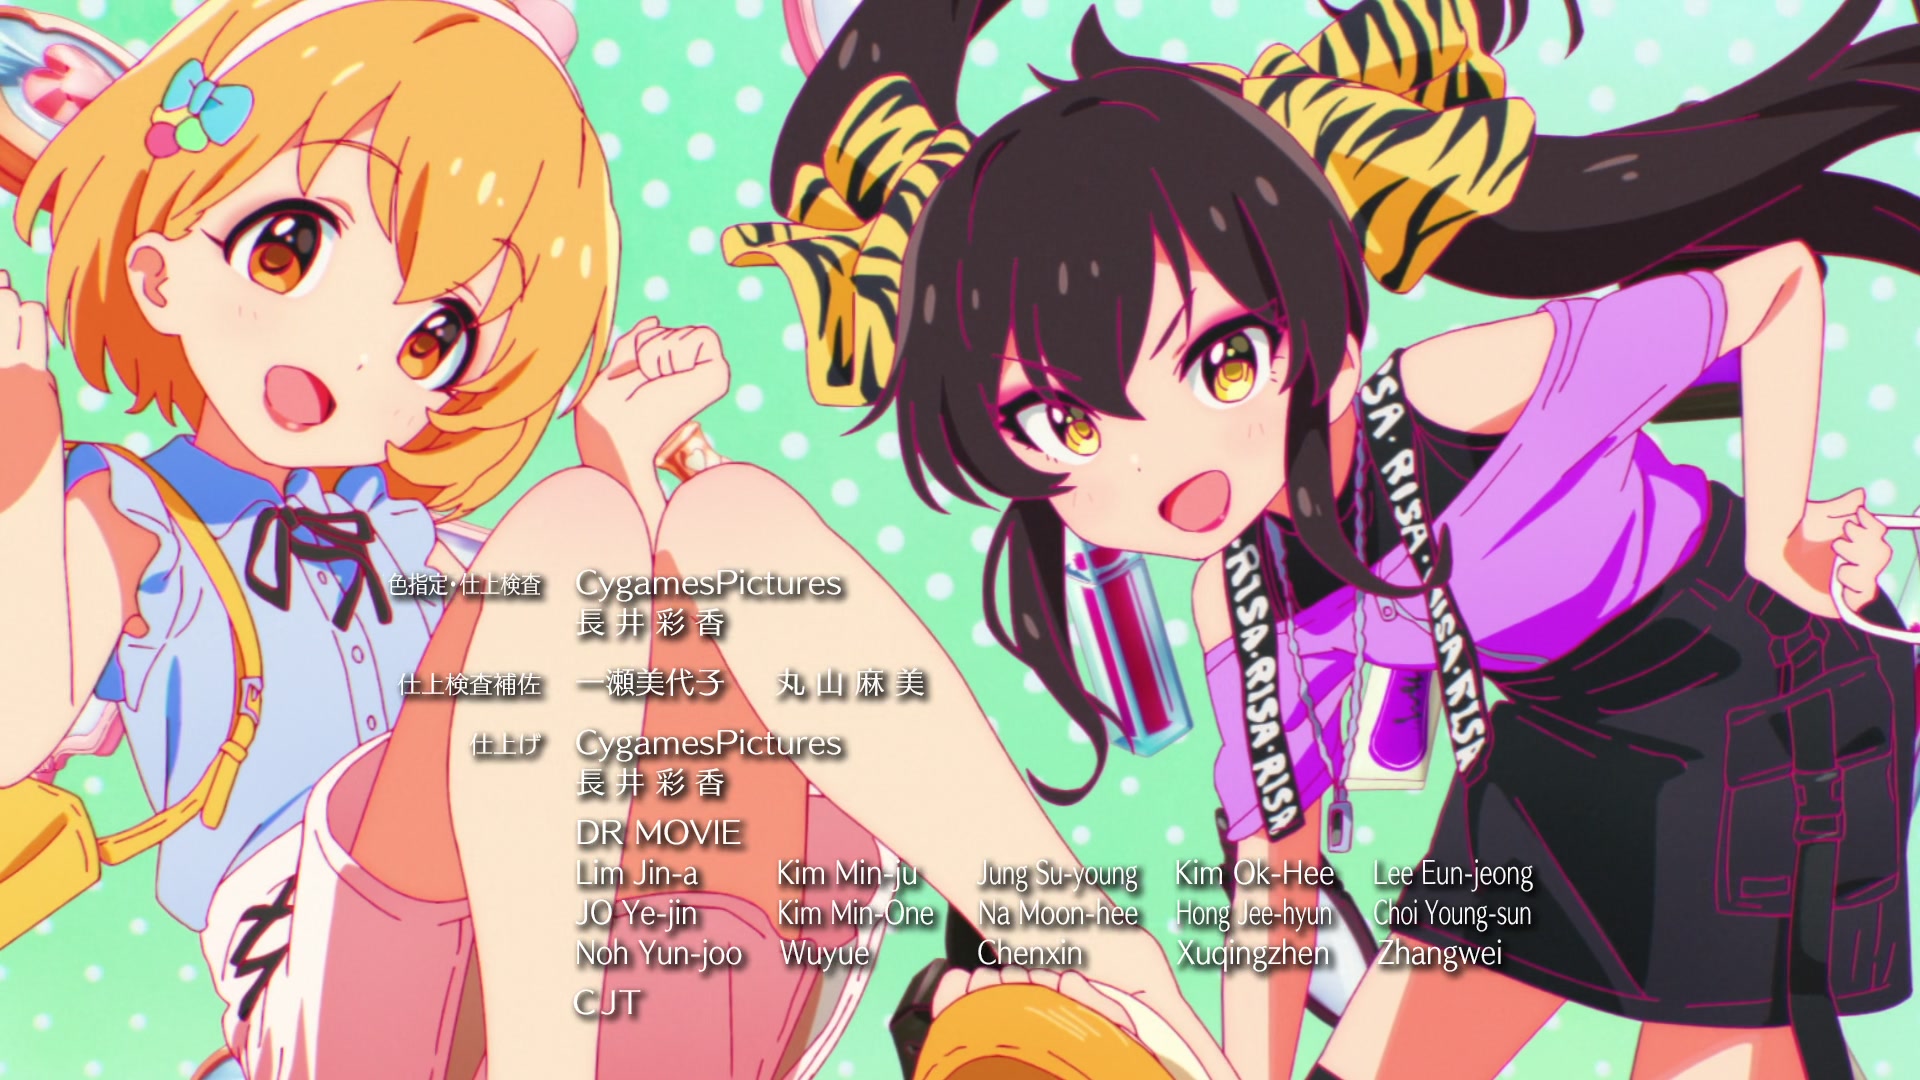 SA·RISA·RISA·RISA·RISA
·RISA·RISA·RISA·RISA
色指定・仕上検査 CygamesPictures
長井彩香
仕上検査補佐 一瀬美代子 丸山麻美
仕上げ CygamesPictures
長井彩香
DR MOVIE
Lim Jin-a Kim Min-ju Jung Su-young Kim Ok-Hee Lee Eun-jeong
JO Ye-jin Kim Min-One Na Moon-hee Hong Jee-hyun Choi Young-sun
Noh Yun-joo Wuyue Chenxin Xuqingzhen Zhangwei
CJT